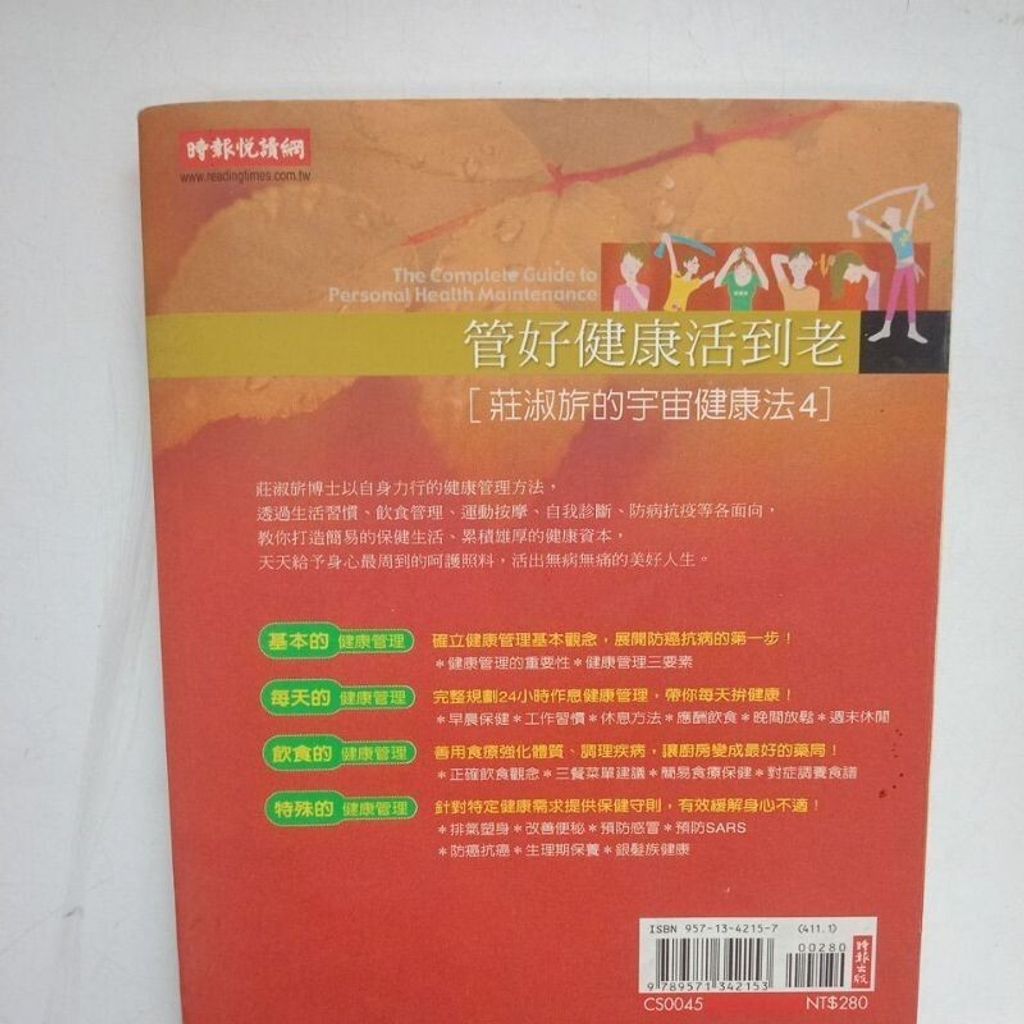 時報悅讀網
www.readingtimes.com.tw
The Complete Guide to
Personal Health Maintenance
管好健康活到老
[莊淑旂的宇宙健康法4]
莊淑旂博士以自身力行的健康管理方法，
透過生活習慣、飲食管理、運動按摩、自我診斷、防病抗疫等各面向，
教你打造簡易的保健生活、累積雄厚的健康資本，
天天給予身心最周到的呵護照料，活出無病無痛的美好人生。
基本的 健康管理 確立健康管理基本觀念，展開防癌抗病的第一步！
＊健康管理的重要性＊健康管理三要素
每天的 健康管理 完整規劃24小時作息健康管理，帶你每天拚健康！
＊早晨保健＊工作習慣＊休息方法＊應酬飲食＊晚間放鬆＊週末休閒
飲食的 健康管理 善用食療強化體質、調理疾病，讓廚房變成最好的藥局！
＊正確飲食觀念＊三餐菜單建議＊簡易食療保健＊對症調養食譜
特殊的 健康管理 針對特定健康需求提供保健守則，有效緩解身心不適！
＊排氣塑身＊改善便秘＊預防感冒＊預防SARS
＊防癌抗癌＊生理期保養＊銀髮族健康
ISBN 957-13-4215-7 (411.1)
00280
時報出版
9 789571 342153
CS0045 NT$280